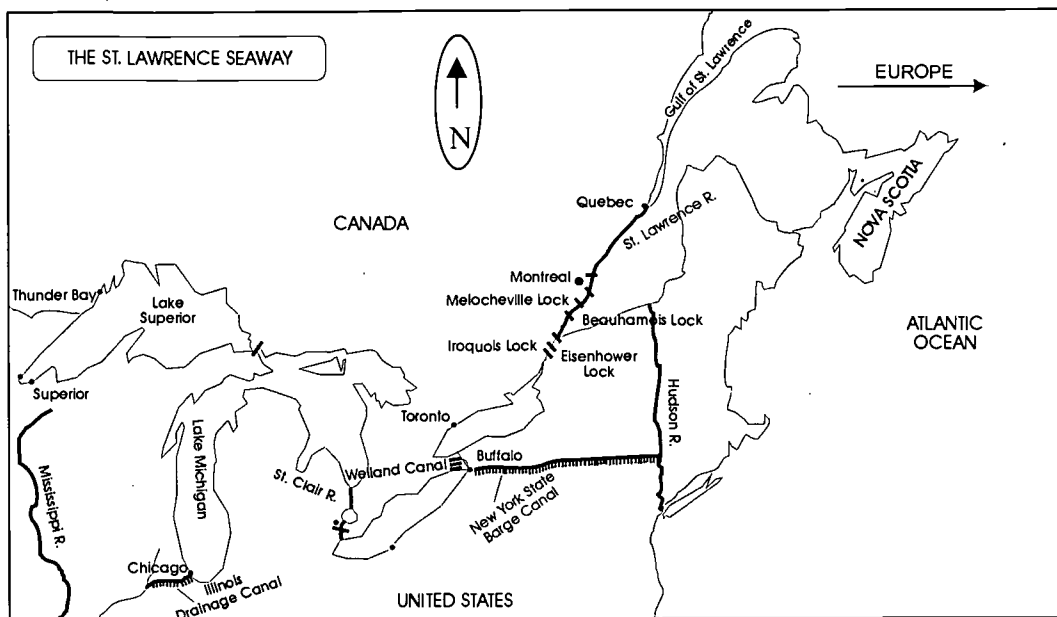 THE ST. LAWRENCE SEAWAY
N
EUROPE
Gulf of St. Lawrence
NOVA SCOTIA
Quebec
St. Lawrence R.
CANADA
Montreal
Thunder Bay
Lake
Superior
Melocheville Lock
Beauharnois Lock
ATLANTIC
OCEAN
Iroquois Lock
Eisenhower
Lock
Superior
Toronto
Hudson R.
Lake Michigan
Welland Canal
Buffalo
St. Clair R.
Mississippi R.
New York State
Barge Canal
Chicago
Illinois
Drainage Canal
UNITED STATES